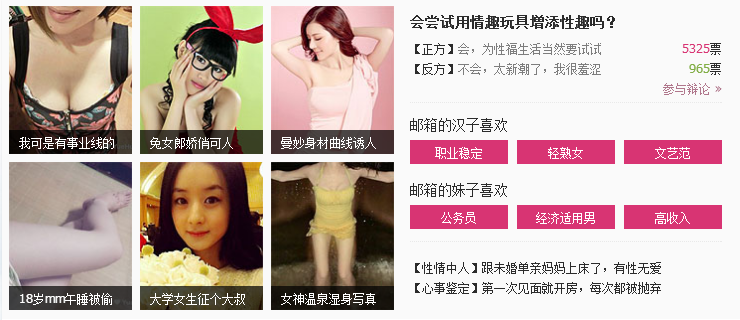 我可是有事业线的
兔女郎娇俏可人
曼妙身材曲线诱人
18岁mm午睡被偷
大学女生征个大叔
女神温泉湿身写真
会尝试用情趣玩具增添性趣吗？
【正方】会，为性福生活当然要试试 5325票
【反方】不会，太新潮了，我很羞涩 965票
参与辩论 »
邮箱的汉子喜欢
职业稳定 轻熟女 文艺范
邮箱的妹子喜欢
公务员 经济适用男 高收入
【性情中人】跟未婚单亲妈妈上床了，有性无爱
【心事鉴定】第一次见面就开房，每次都被抛弃